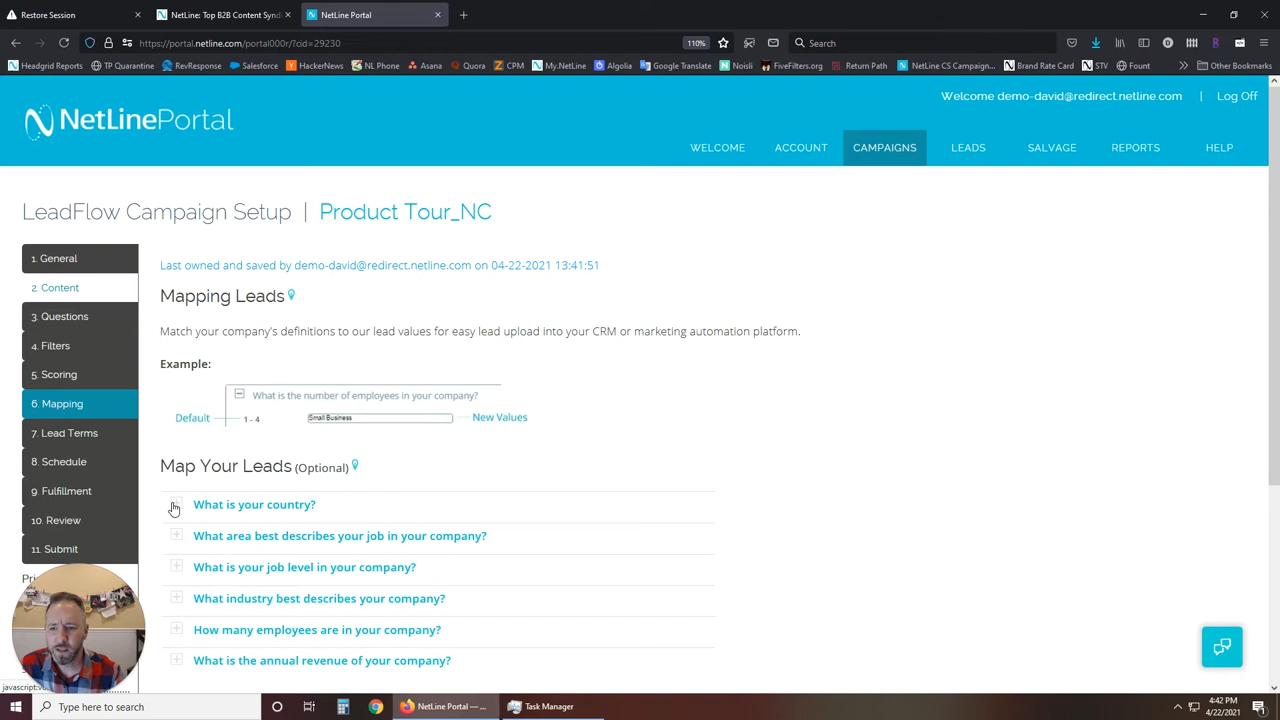 Restore Session
NetLine: Top B2B Content Synd
NetLine Portal
https://portal.netline.com/portal000r/?cid=29230
110%
Search
Headgrid Reports
TP Quarantine
RevResponse
Salesforce
HackerNews
NL Phone
Asana
Quora
ZPM
My.NetLine
Algolia
Google Translate
Noisli
FiveFilters.org
Return Path
NetLine CS Campaign...
Brand Rate Card
STV
Fount
Other Bookmarks
Welcome demo-david@redirect.netline.com | Log Off
NetLinePortal
WELCOME
ACCOUNT
CAMPAIGNS
LEADS
SALVAGE
REPORTS
HELP
LeadFlow Campaign Setup | Product Tour_NC
1. General
2. Content
3. Questions
4. Filters
5. Scoring
6. Mapping
7. Lead Terms
8. Schedule
9. Fulfillment
10. Review
11. Submit
Last owned and saved by demo-david@redirect.netline.com on 04-22-2021 13:41:51
Mapping Leads
Match your company's definitions to our lead values for easy lead upload into your CRM or marketing automation platform.
Example:
What is the number of employees in your company?
Default
1 - 4
Small Business
New Values
Map Your Leads (Optional)
What is your country?
What area best describes your job in your company?
What is your job level in your company?
What industry best describes your company?
How many employees are in your company?
What is the annual revenue of your company?
Type here to search
NetLine Portal — ...
Task Manager
4:42 PM
4/22/2021